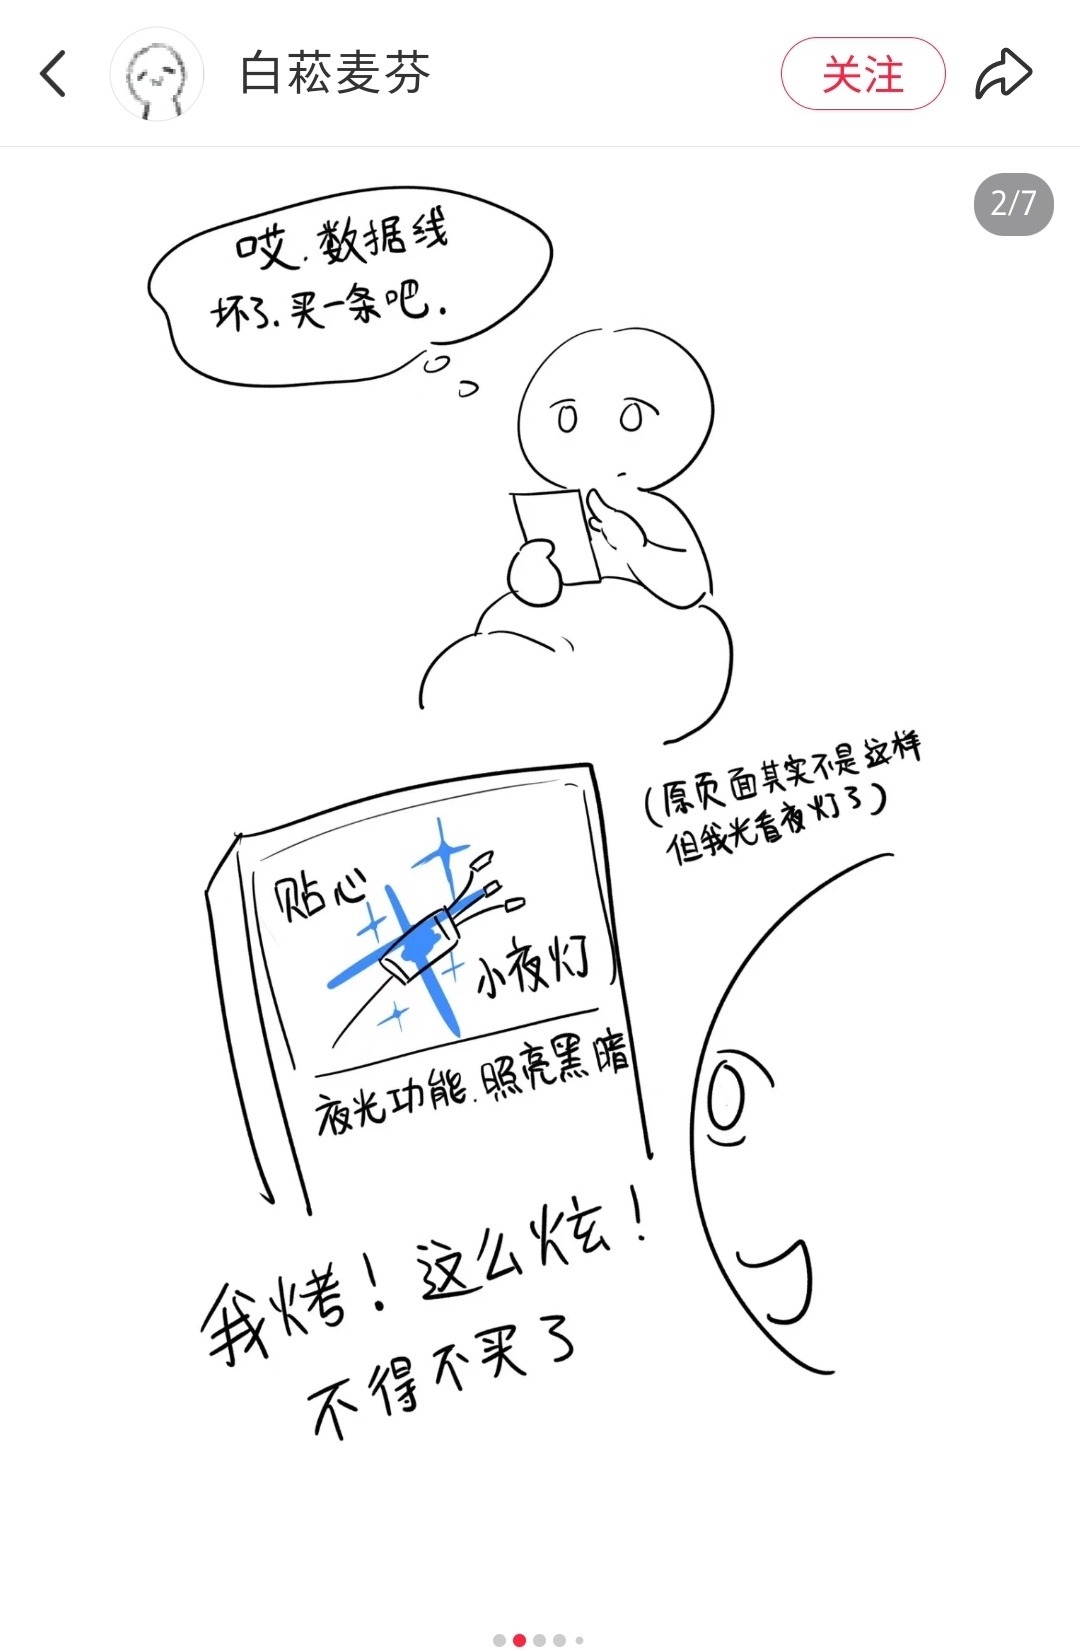 白菘麦芬
关注
2/7
哎.数据线
坏了.买一条吧.
(原页面其实不是这样
但我光看夜灯了)
贴心
小夜灯
夜光功能.照亮黑暗
我烤!这么炫!
不得不买了